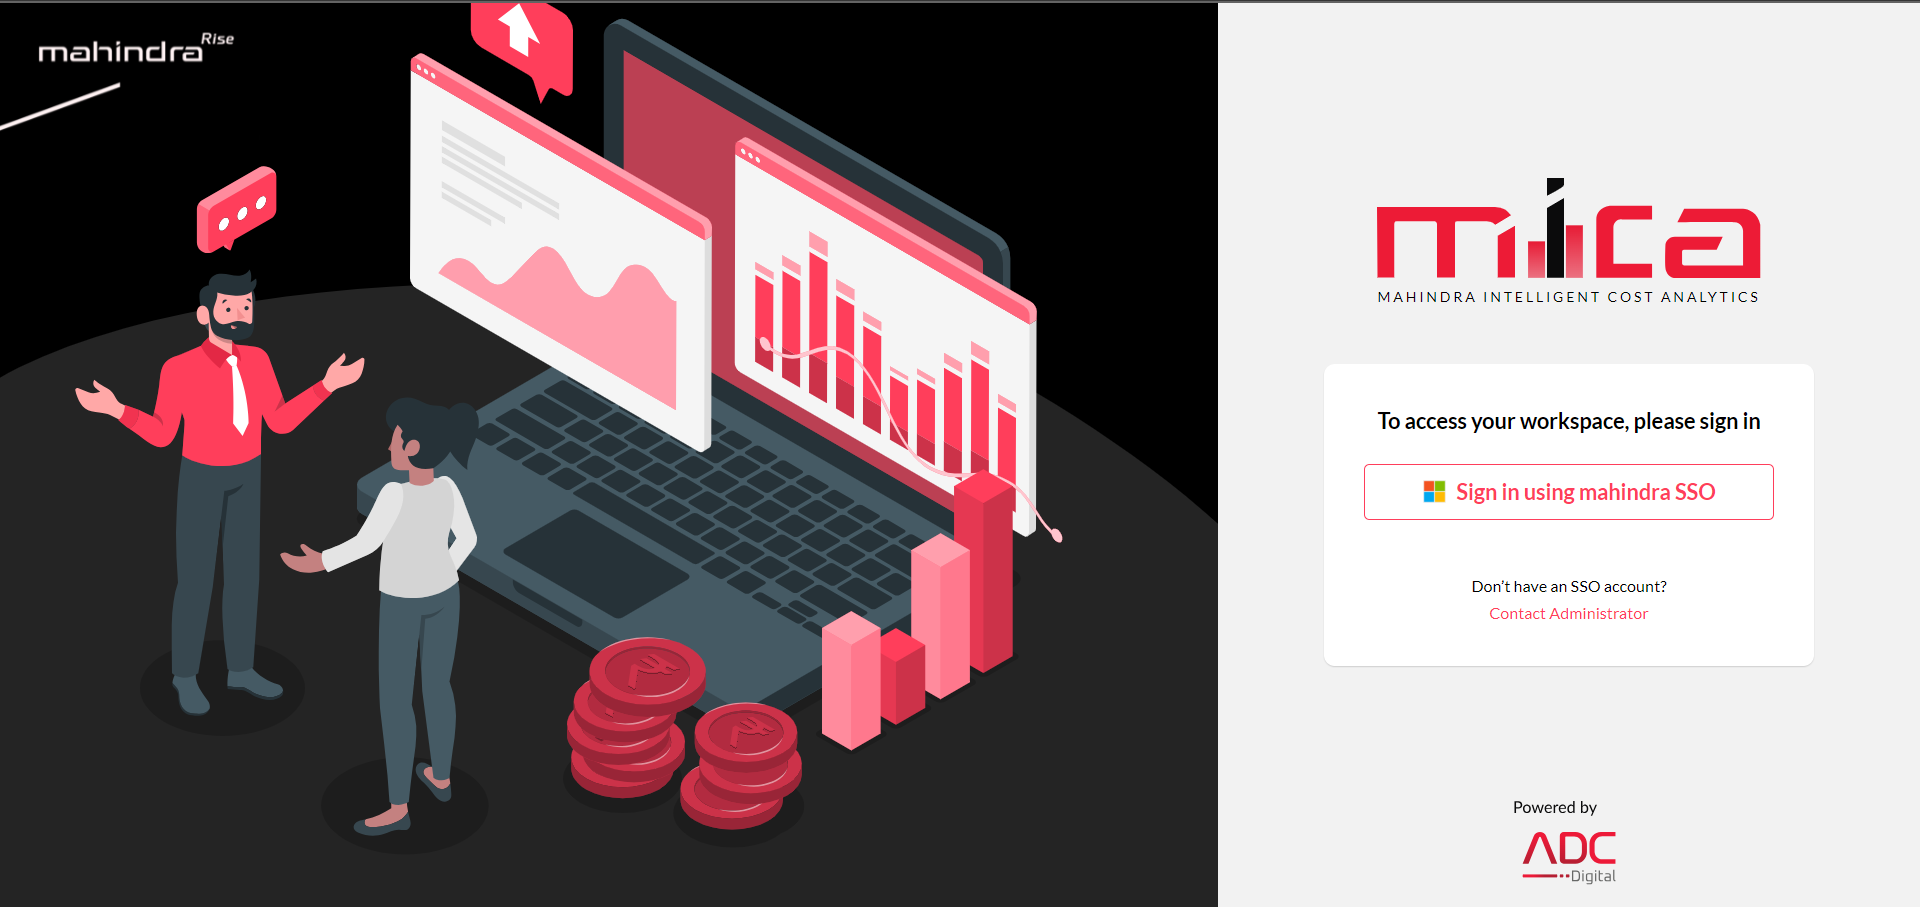 mahindra Rise
mica
MAHINDRA INTELLIGENT COST ANALYTICS
To access your workspace, please sign in
Sign in using mahindra SSO
Don't have an SSO account?
Contact Administrator
Powered by
ADC
Digital